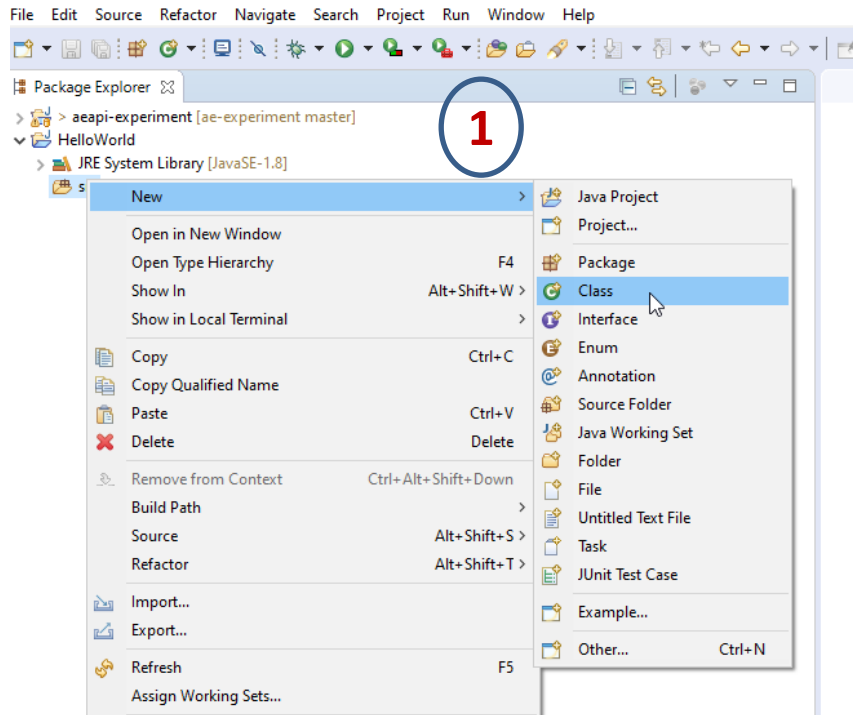 File Edit Source Refactor Navigate Search Project Run Window Help
Package Explorer
1
> aeapi-experiment [ae-experiment master]
HelloWorld
JRE System Library [JavaSE-1.8]
s
New
Open in New Window
Open Type Hierarchy F4
Show In Alt+Shift+W >
Show in Local Terminal >
Copy Ctrl+C
Copy Qualified Name
Paste Ctrl+V
Delete Delete
Remove from Context Ctrl+Alt+Shift+Down
Build Path >
Source Alt+Shift+S >
Refactor Alt+Shift+T >
Import...
Export...
Refresh F5
Assign Working Sets...
Java Project
Project...
Package
Class
Interface
Enum
Annotation
Source Folder
Java Working Set
Folder
File
Untitled Text File
Task
JUnit Test Case
Example...
Other... Ctrl+N